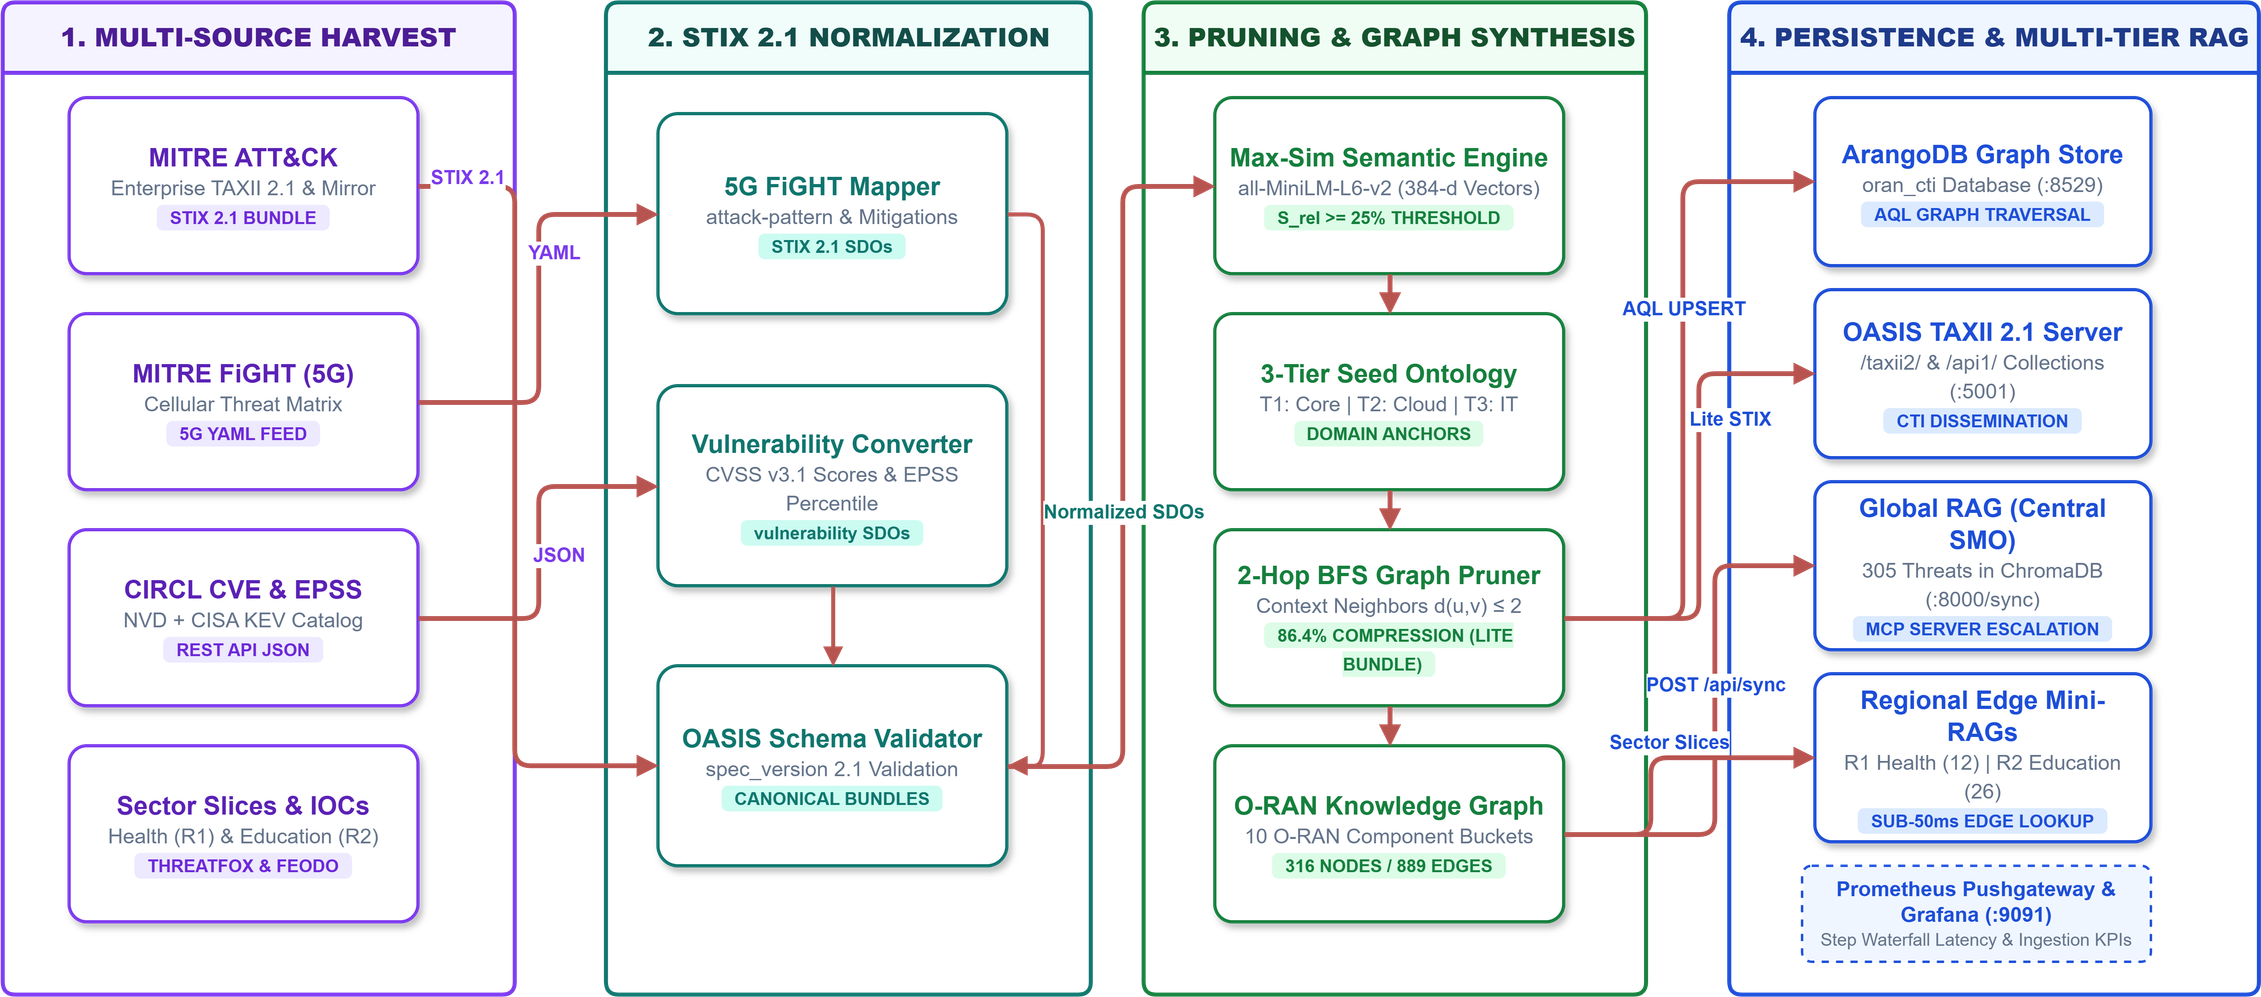 1. MULTI-SOURCE HARVEST
MITRE ATT&CK
Enterprise TAXII 2.1 & Mirror
STIX 2.1 BUNDLE
MITRE FiGHT (5G)
Cellular Threat Matrix
5G YAML FEED
CIRCL CVE & EPSS
NVD + CISA KEV Catalog
REST API JSON
Sector Slices & IOCs
Health (R1) & Education (R2)
THREATFOX & FEODO
STIX 2.1
YAML
JSON
2. STIX 2.1 NORMALIZATION
5G FiGHT Mapper
attack-pattern & Mitigations
STIX 2.1 SDOs
Vulnerability Converter
CVSS v3.1 Scores & EPSS
Percentile
vulnerability SDOs
OASIS Schema Validator
spec_version 2.1 Validation
CANONICAL BUNDLES
Normalized SDOs
3. PRUNING & GRAPH SYNTHESIS
Max-Sim Semantic Engine
all-MiniLM-L6-v2 (384-d Vectors)
S_rel >= 25% THRESHOLD
3-Tier Seed Ontology
T1: Core | T2: Cloud | T3: IT
DOMAIN ANCHORS
2-Hop BFS Graph Pruner
Context Neighbors d(u,v) ≤ 2
86.4% COMPRESSION (LITE
BUNDLE)
O-RAN Knowledge Graph
10 O-RAN Component Buckets
316 NODES / 889 EDGES
AQL UPSERT
Lite STIX
POST /api/sync
Sector Slices
4. PERSISTENCE & MULTI-TIER RAG
ArangoDB Graph Store
oran_cti Database (:8529)
AQL GRAPH TRAVERSAL
OASIS TAXII 2.1 Server
/taxii2/ & /api1/ Collections
(:5001)
CTI DISSEMINATION
Global RAG (Central
SMO)
305 Threats in ChromaDB
(:8000/sync)
MCP SERVER ESCALATION
Regional Edge Mini-
RAGs
R1 Health (12) | R2 Education
(26)
SUB-50ms EDGE LOOKUP
Prometheus Pushgateway &
Grafana (:9091)
Step Waterfall Latency & Ingestion KPIs